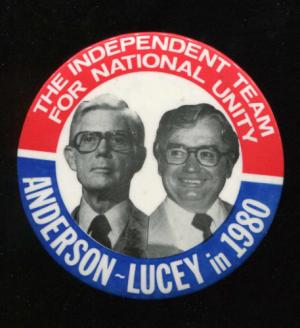 THE INDEPENDENT TEAM
FOR NATIONAL UNITY
ANDERSON~LUCEY in 1980